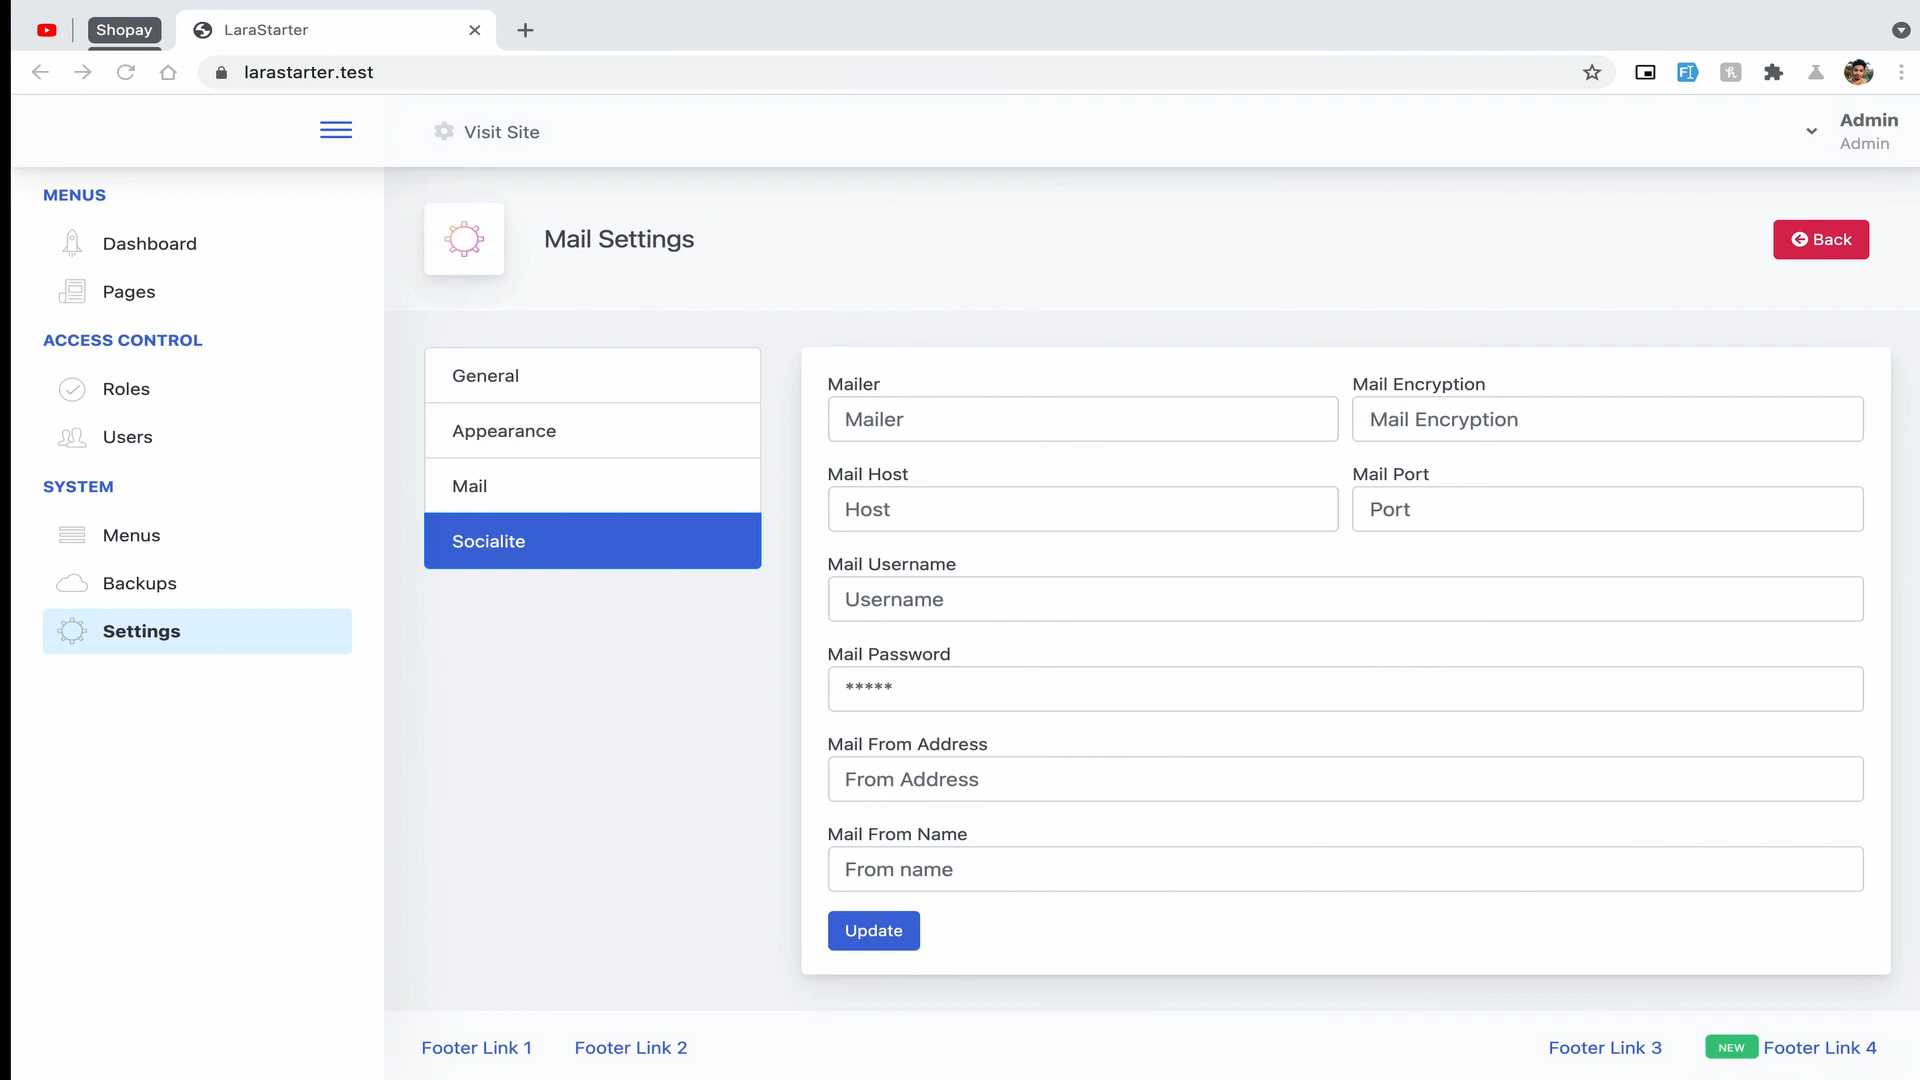 Shopay
LaraStarter
larastarter.test
Visit Site
Admin
Admin
MENUS
Dashboard
Pages
ACCESS CONTROL
Roles
Users
SYSTEM
Menus
Backups
Settings
Mail Settings
Back
General
Appearance
Mail
Socialite
Mailer
Mailer
Mail Encryption
Mail Encryption
Mail Host
Host
Mail Port
Port
Mail Username
Username
Mail Password
*****
Mail From Address
From Address
Mail From Name
From name
Update
Footer Link 1
Footer Link 2
Footer Link 3
NEW
Footer Link 4